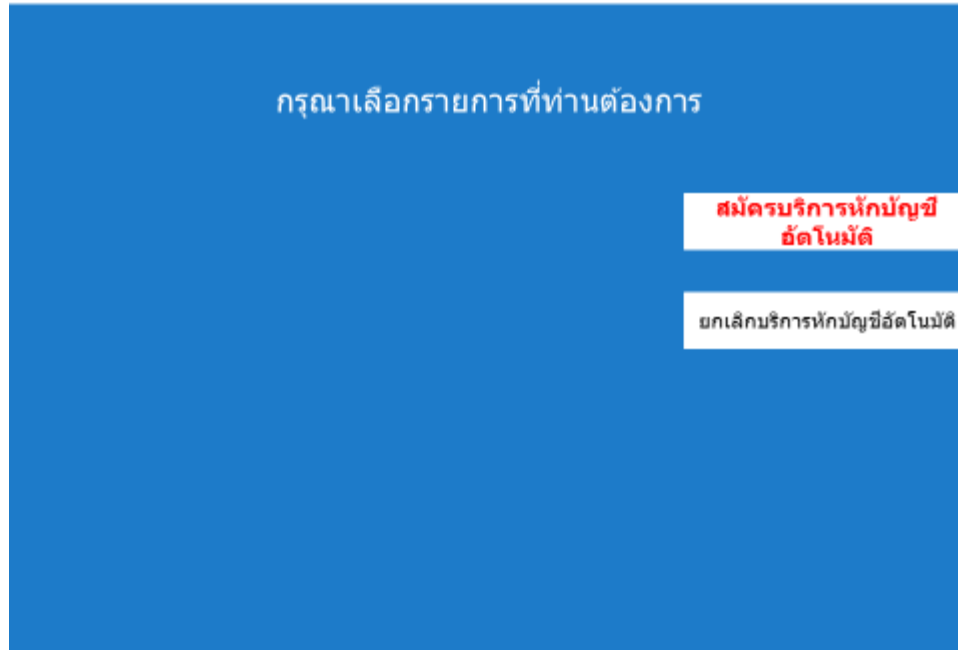 กรุณาเลือกรายการที่ท่านต้องการ
สมัครบริการหักบัญชี
อัตโนมัติ
ยกเลิกบริการหักบัญชีอัตโนมัติ